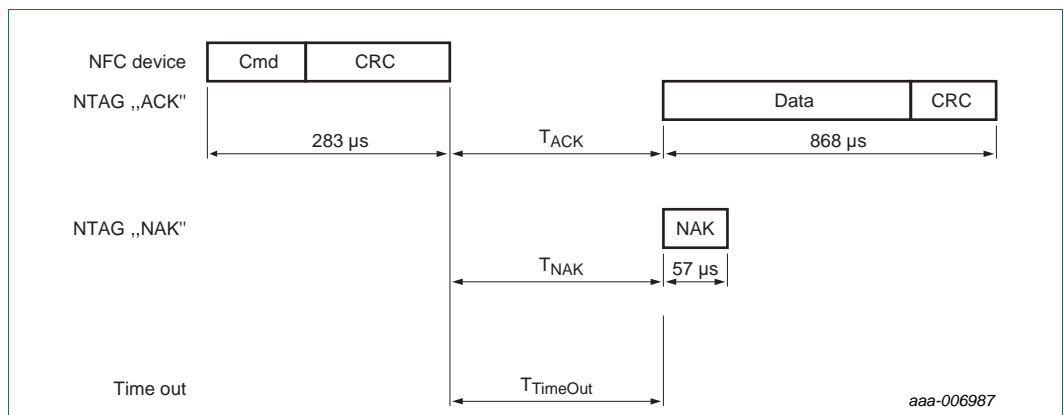 NFC device Cmd CRC
NTAG ,,ACK" Data CRC
283 µs TACK 868 µs
NTAG ,,NAK" NAK
TNAK 57 µs
Time out TTimeOut
aaa-006987